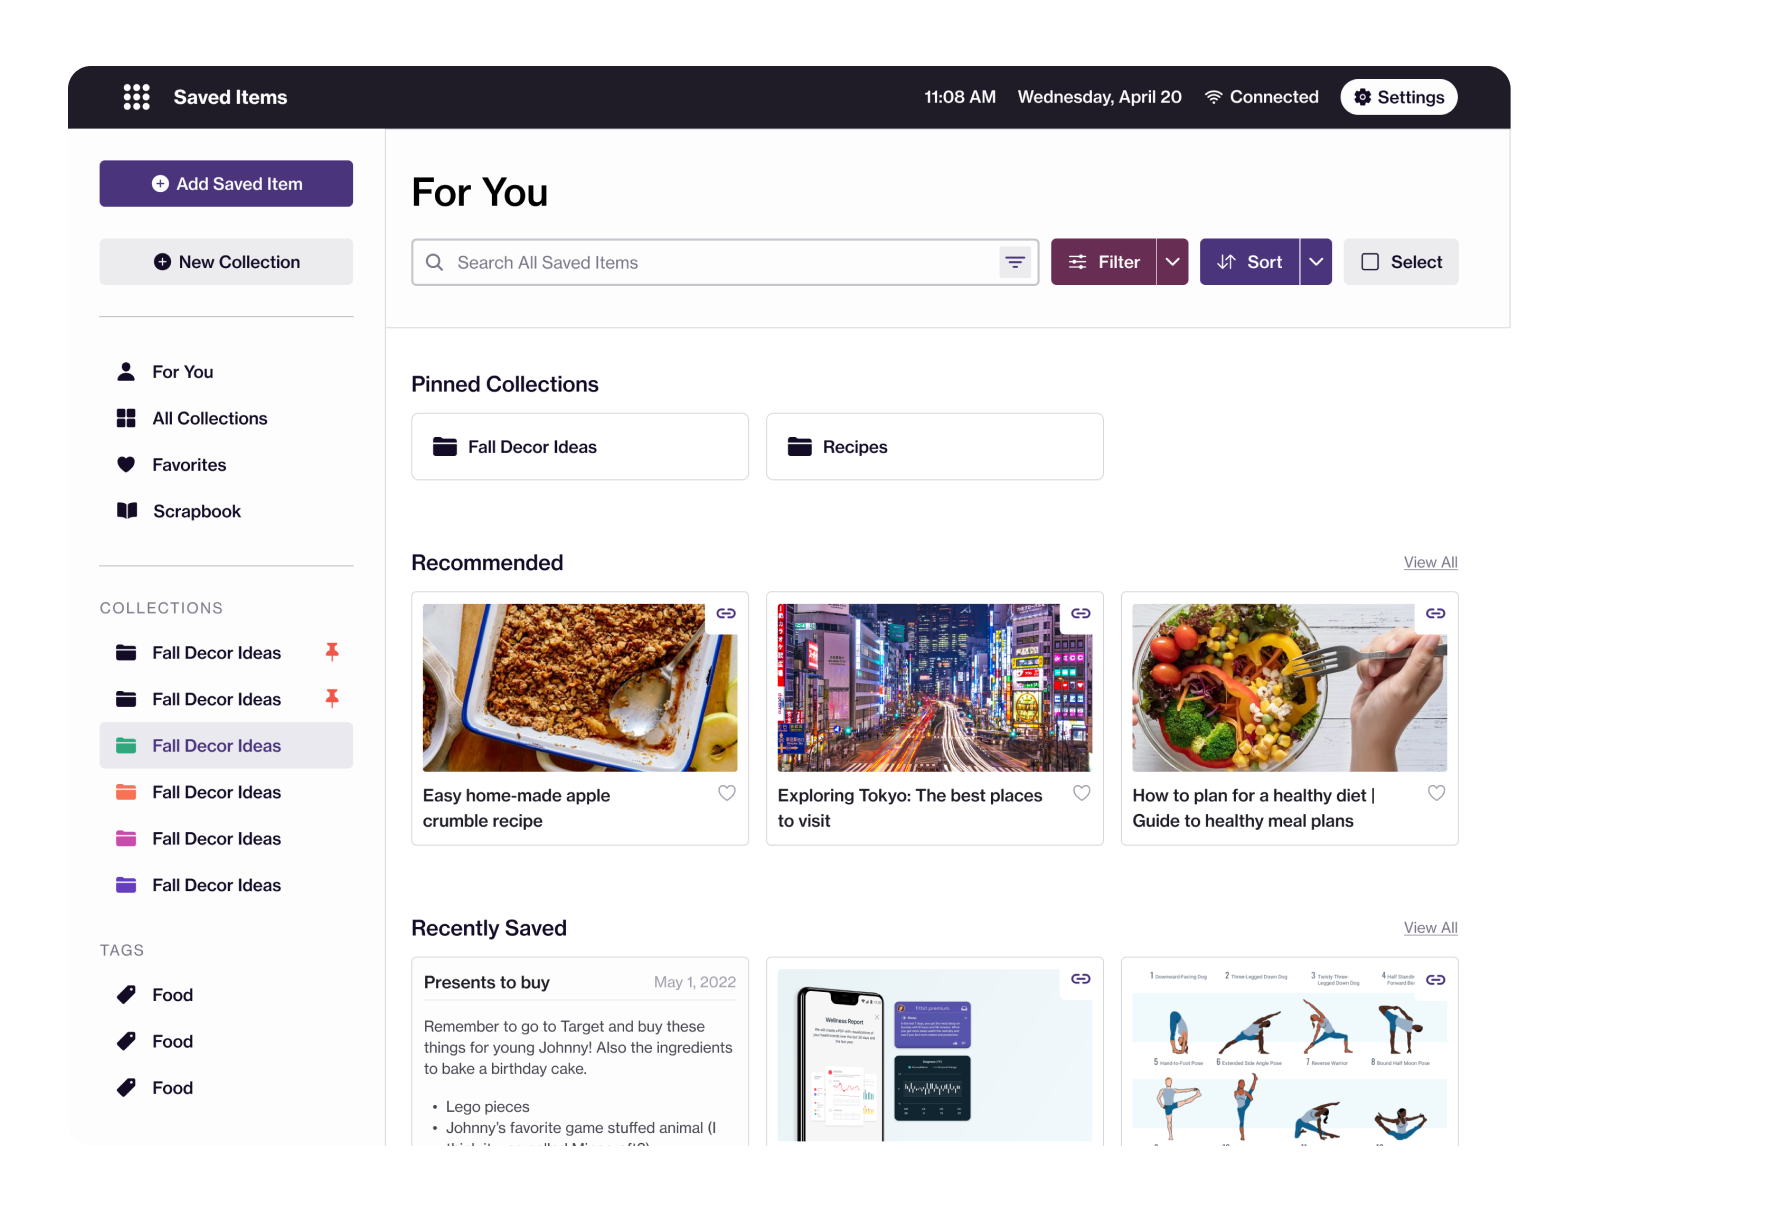 Saved Items
11:08 AM Wednesday, April 20 Connected Settings
Add Saved Item
New Collection
For You
All Collections
Favorites
Scrapbook
COLLECTIONS
Fall Decor Ideas
Fall Decor Ideas
Fall Decor Ideas
Fall Decor Ideas
Fall Decor Ideas
Fall Decor Ideas
TAGS
Food
Food
Food
For You
Search All Saved Items
Filter
Sort
Select
Pinned Collections
Fall Decor Ideas
Recipes
Recommended
View All
Easy home-made apple
crumble recipe
Exploring Tokyo: The best places
to visit
How to plan for a healthy diet |
Guide to healthy meal plans
Recently Saved
View All
Presents to buy
May 1, 2022
Remember to go to Target and buy these
things for young Johnny! Also the ingredients
to bake a birthday cake.
• Lego pieces
• Johnny's favorite game stuffed animal (I
Wellness Report
fitbit premium
1 Downward-Facing Dog
2 Three-Legged Down Dog
3 Twisty Three-
Legged Down Dog
4 Half Standi
Forward Be
5 Hand-to-Foot Pose
6 Extended Side Angle Pose
7 Reverse Warrior
8 Bound Half Moon Pose